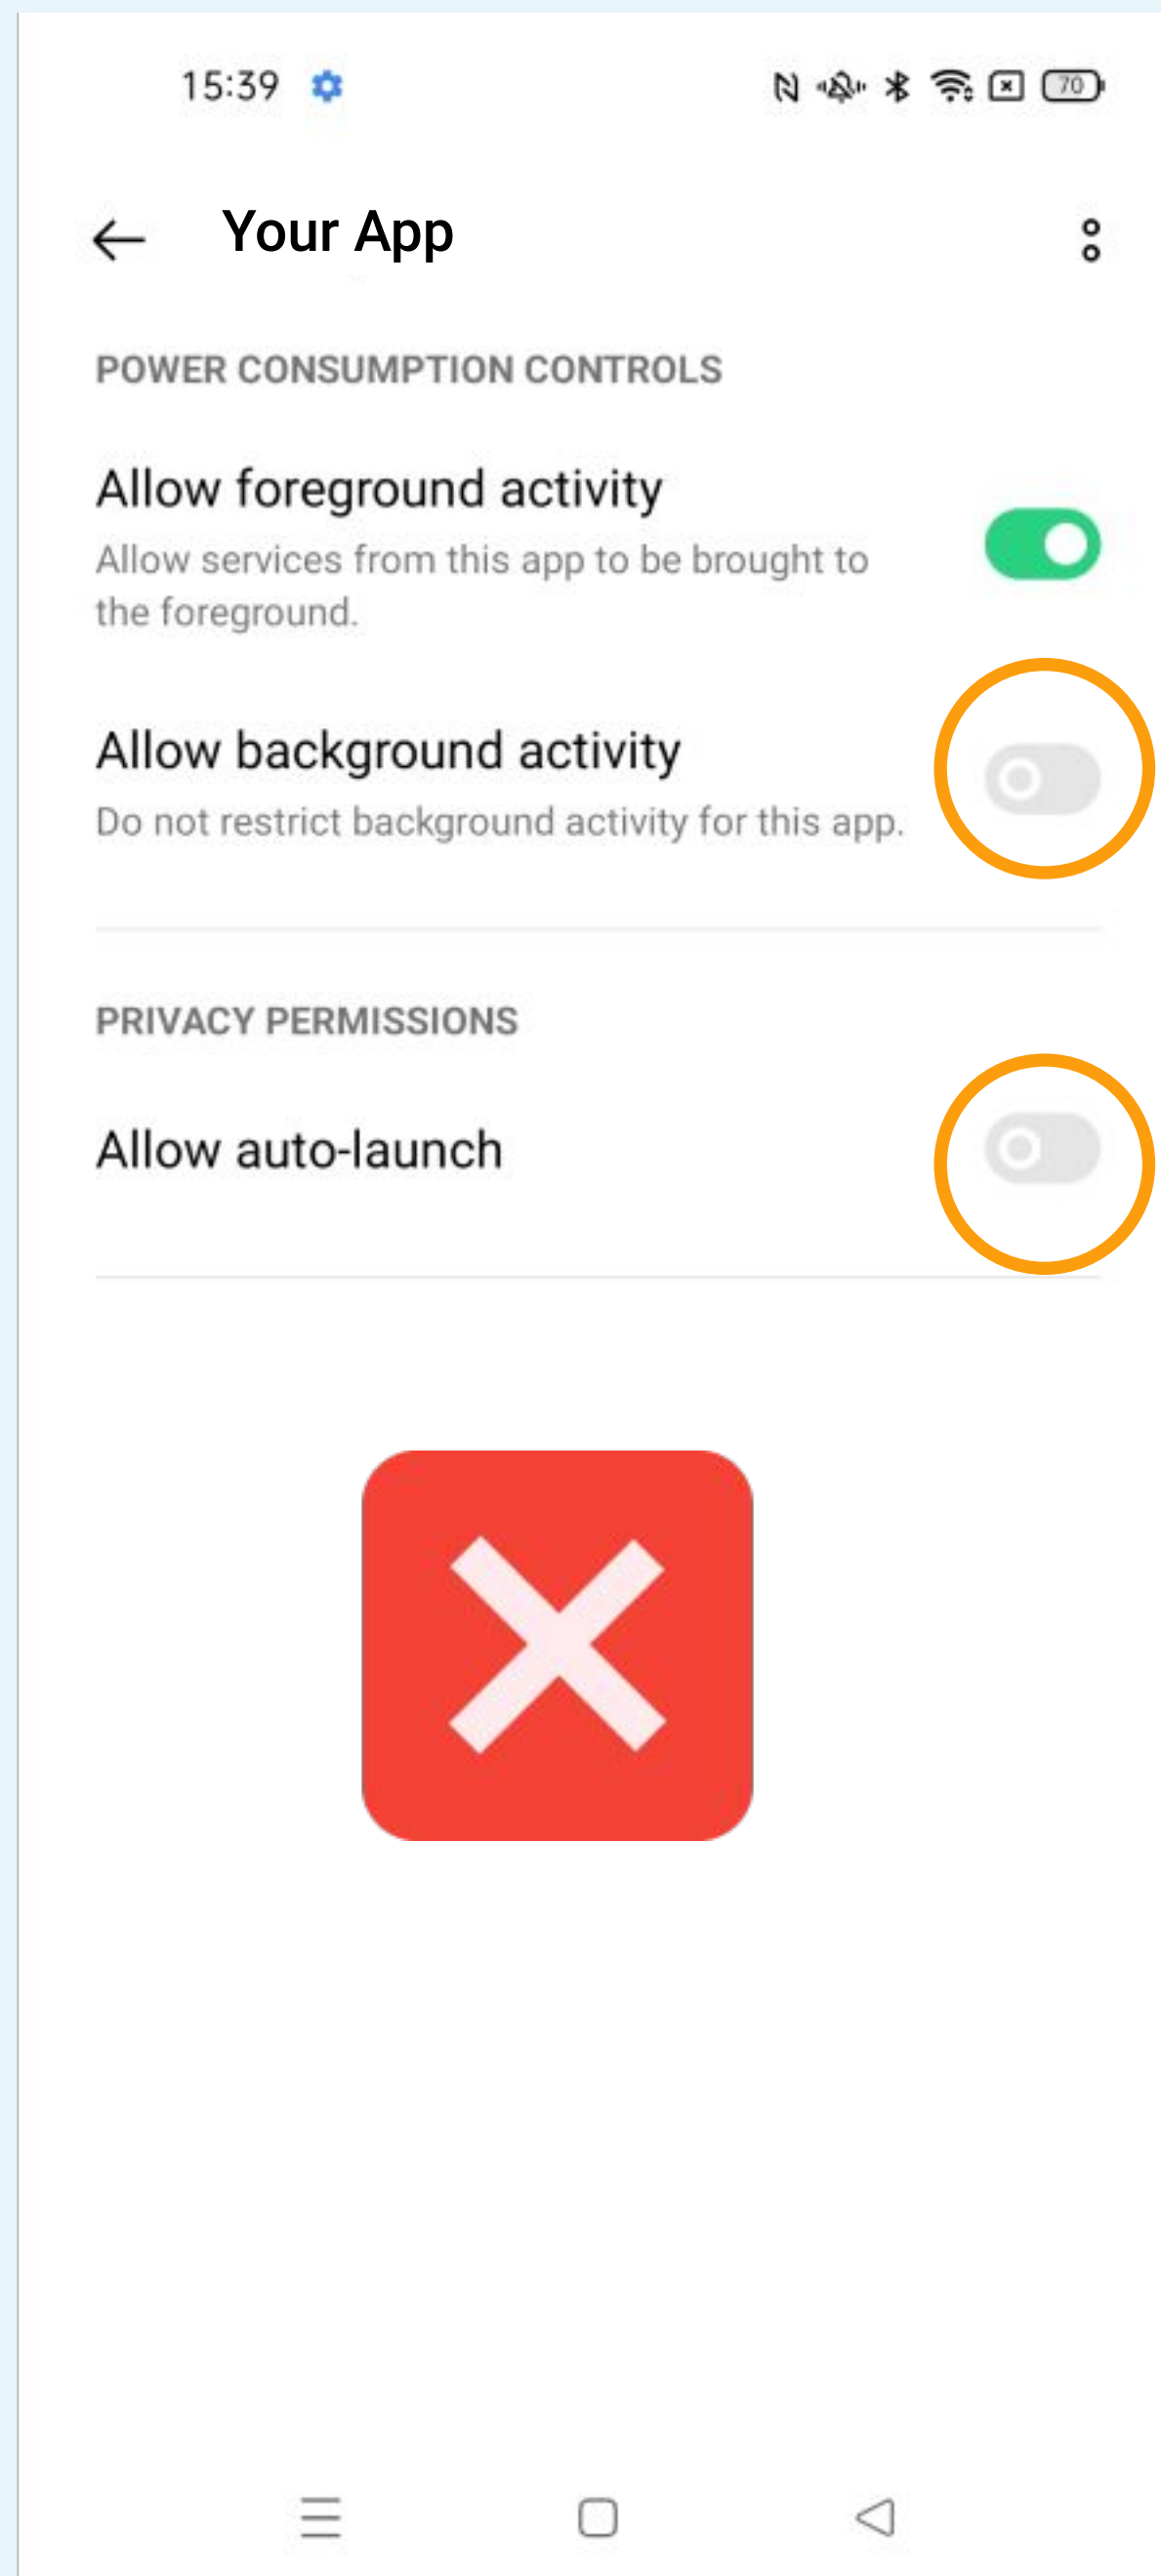 15:39
70
Your App
POWER CONSUMPTION CONTROLS
Allow foreground activity
Allow services from this app to be brought to
the foreground.
Allow background activity
Do not restrict background activity for this app.
PRIVACY PERMISSIONS
Allow auto-launch